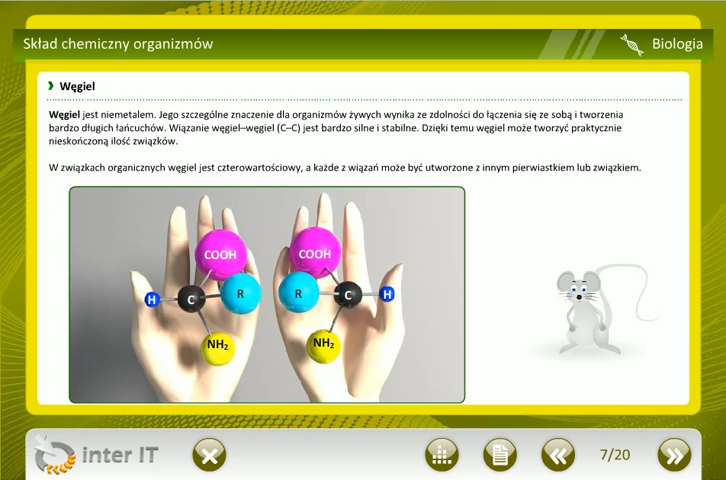 Skład chemiczny organizmów
Biologia
Węgiel
Węgiel jest niemetalem. Jego szczególne znaczenie dla organizmów żywych wynika ze zdolności do łączenia się ze sobą i tworzenia
bardzo długich łańcuchów. Wiązanie węgiel–węgiel (C–C) jest bardzo silne i stabilne. Dzięki temu węgiel może tworzyć praktycznie
nieskończoną ilość związków.
W związkach organicznych węgiel jest czterowartościowy, a każde z wiązań może być utworzone z innym pierwiastkiem lub związkiem.
COOH COOH
H C R R C H
NH₂ NH₂
inter IT
7/20